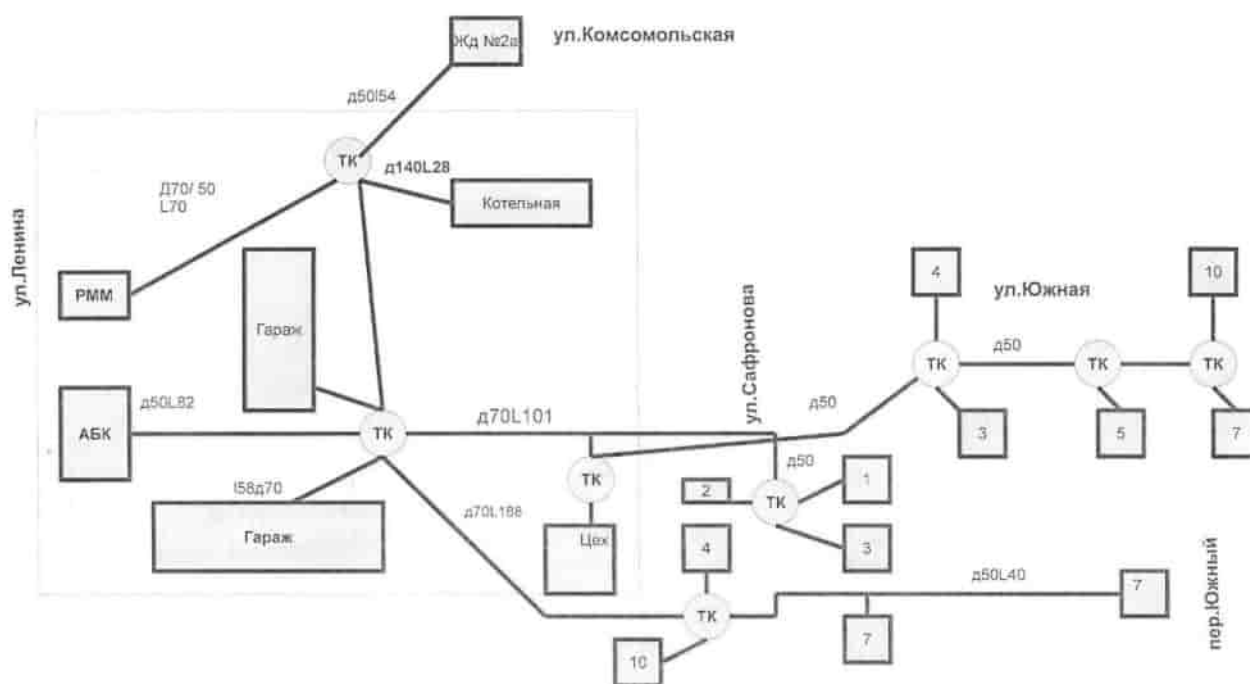 Жд №2а
ул.Комсомольская
д50l54
ТК
д140L28
Д70/ 50
L70
Котельная
ул.Ленина
РММ
Гараж
4
ул.Южная
10
ул.Сафронова
ТК
д50
ТК
ТК
д50L82
д50
АБК
ТК
д70L101
3
5
7
д50
ТК
1
2
ТК
l58д70
д70L188
Гараж
Цех
4
3
д50L40
7
пер.Южный
ТК
7
10